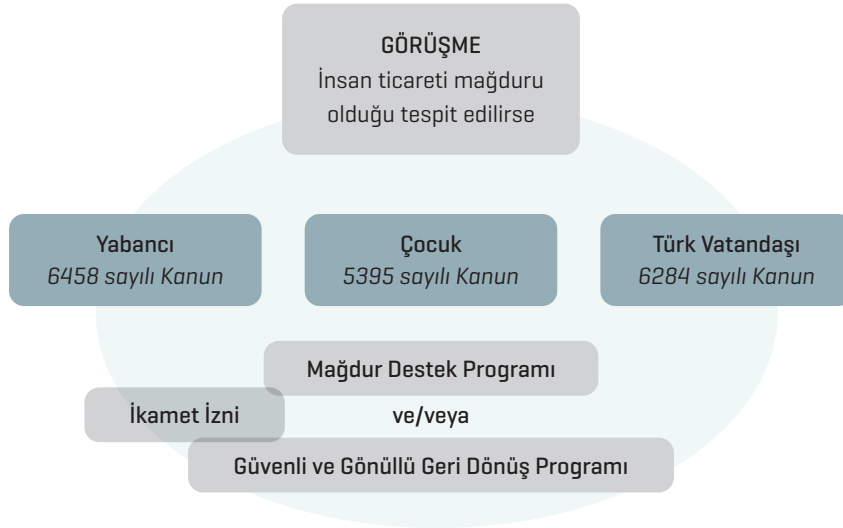 GÖRÜŞME
İnsan ticareti mağduru
olduğu tespit edilirse
Yabancı
6458 sayılı Kanun
Çocuk
5395 sayılı Kanun
Türk Vatandaşı
6284 sayılı Kanun
Mağdur Destek Programı
İkamet İzni
ve/veya
Güvenli ve Gönüllü Geri Dönüş Programı